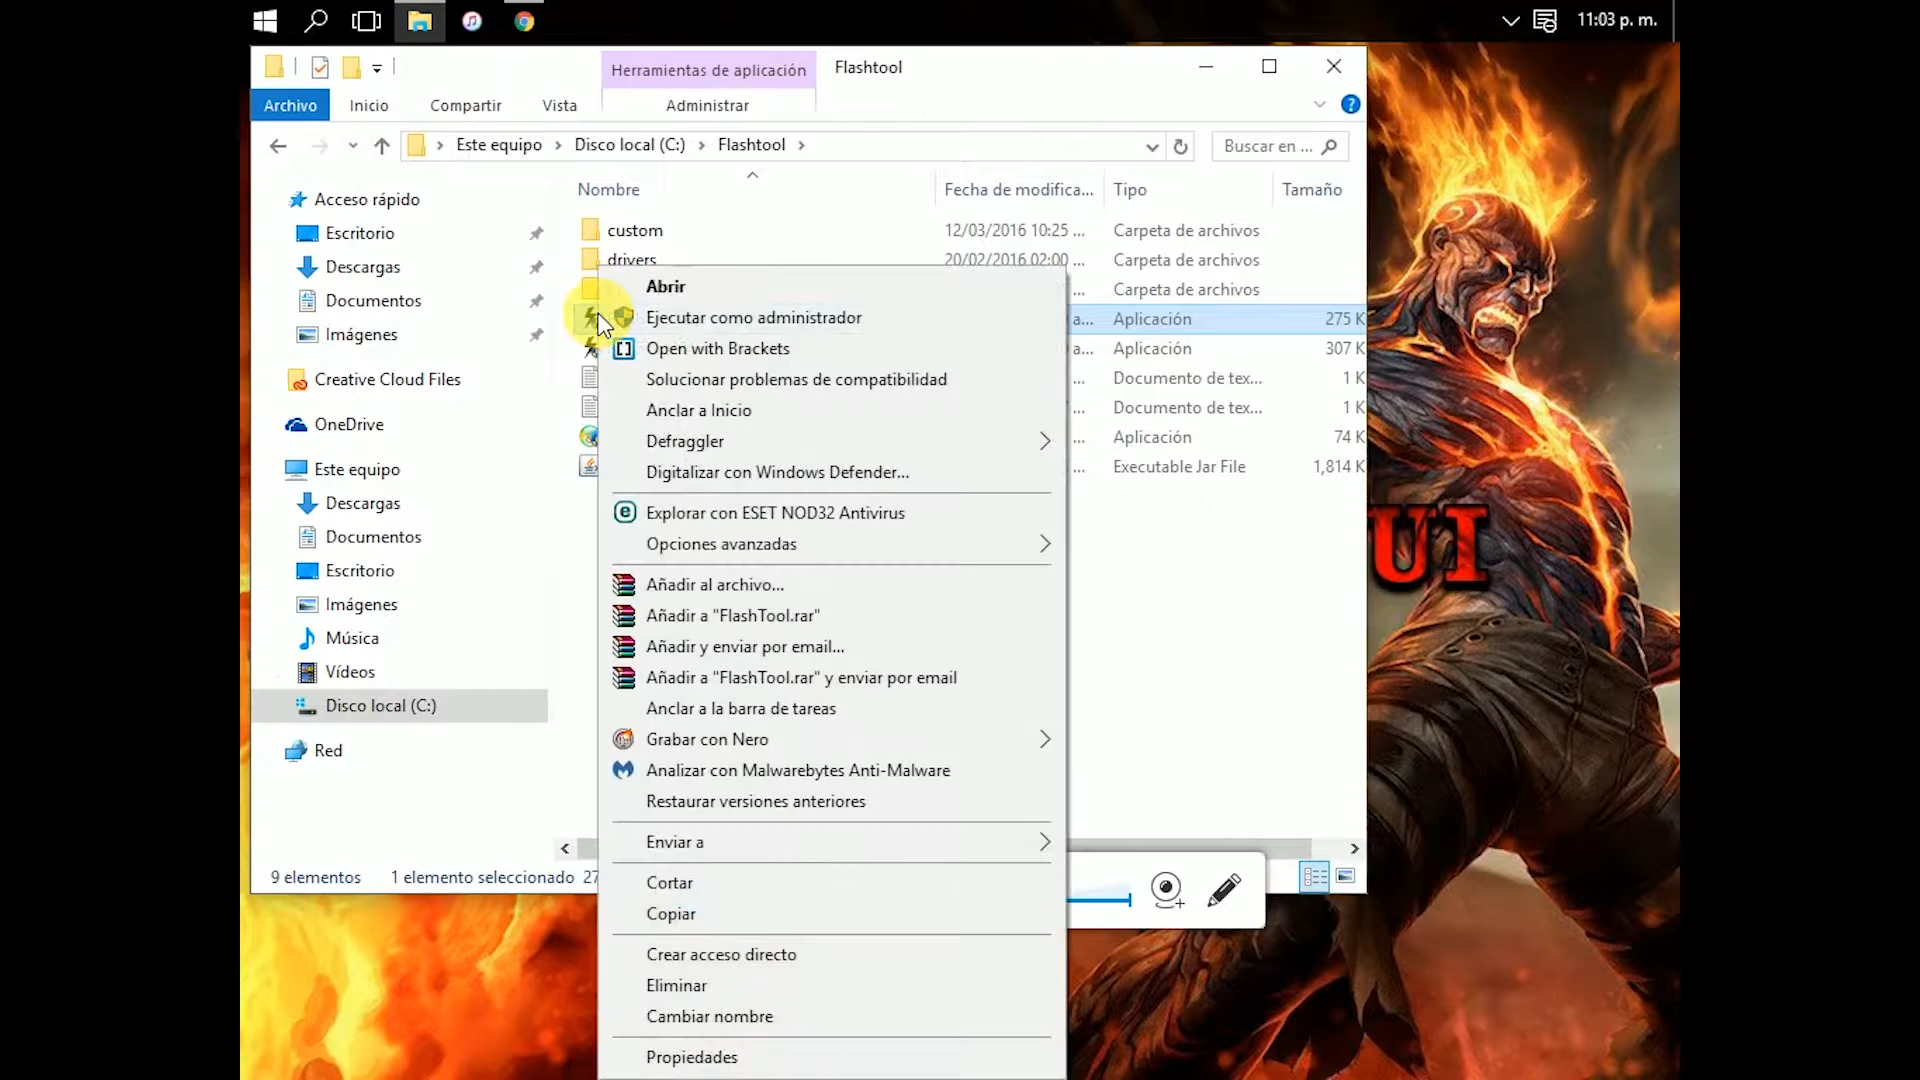 11:03 p. m.
Herramientas de aplicación
Flashtool
Archivo
Inicio
Compartir
Vista
Administrar
Este equipo
Disco local (C:)
Flashtool
Buscar en ...
Nombre
Fecha de modifica...
Tipo
Tamaño
Acceso rápido
Escritorio
Descargas
Documentos
Imágenes
Creative Cloud Files
OneDrive
Este equipo
Descargas
Documentos
Escritorio
Imágenes
Música
Vídeos
Disco local (C:)
Red
custom 12/03/2016 10:25 ... Carpeta de archivos
drivers 20/02/2016 02:00 ... Carpeta de archivos
... Carpeta de archivos
a... Aplicación 275 K
a... Aplicación 307 K
... Documento de tex... 1 K
... Documento de tex... 1 K
... Aplicación 74 K
... Executable Jar File 1,814 K
Abrir
Ejecutar como administrador
Open with Brackets
Solucionar problemas de compatibilidad
Anclar a Inicio
Defraggler
Digitalizar con Windows Defender...
Explorar con ESET NOD32 Antivirus
Opciones avanzadas
Añadir al archivo...
Añadir a "FlashTool.rar"
Añadir y enviar por email...
Añadir a "FlashTool.rar" y enviar por email
Anclar a la barra de tareas
Grabar con Nero
Analizar con Malwarebytes Anti-Malware
Restaurar versiones anteriores
Enviar a
Cortar
Copiar
Crear acceso directo
Eliminar
Cambiar nombre
Propiedades
9 elementos
1 elemento seleccionado 27
UI